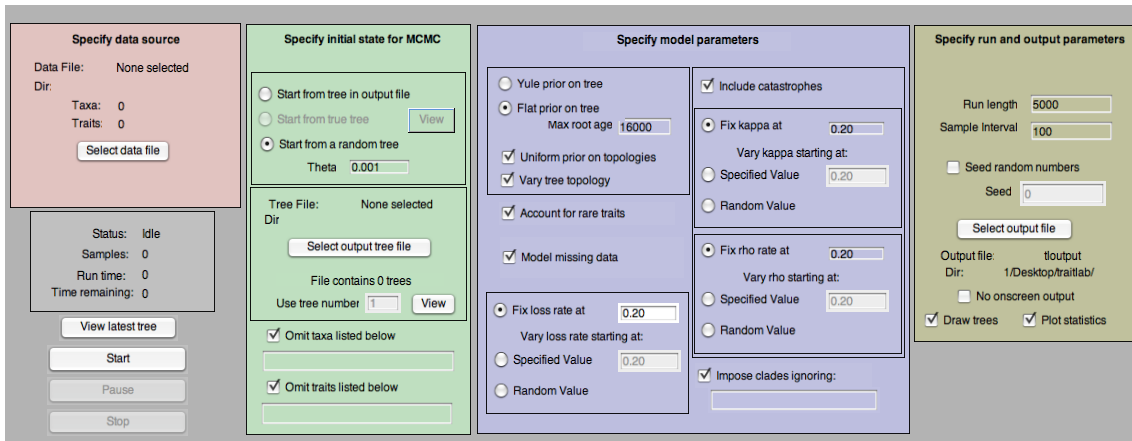 Specify data source
Data File: None selected
Dir:
Taxa: 0
Traits: 0
Select data file
Status: Idle
Samples: 0
Run time: 0
Time remaining: 0
View latest tree
Start
Pause
Stop
Specify initial state for MCMC
Start from tree in output file
Start from true tree View
Start from a random tree
Theta 0.001
Tree File: None selected
Dir
Select output tree file
File contains 0 trees
Use tree number 1 View
Omit taxa listed below
Omit traits listed below
Specify model parameters
Yule prior on tree
Flat prior on tree
Max root age 16000
Uniform prior on topologies
Vary tree topology
Account for rare traits
Model missing data
Fix loss rate at 0.20
Vary loss rate starting at:
Specified Value 0.20
Random Value
Include catastrophes
Fix kappa at 0.20
Vary kappa starting at:
Specified Value 0.20
Random Value
Fix rho rate at 0.20
Vary rho starting at:
Specified Value 0.20
Random Value
Impose clades ignoring:
Specify run and output parameters
Run length 5000
Sample Interval 100
Seed random numbers
Seed 0
Select output file
Output file: tloutput
Dir: 1/Desktop/traitlab/
No onscreen output
Draw trees Plot statistics